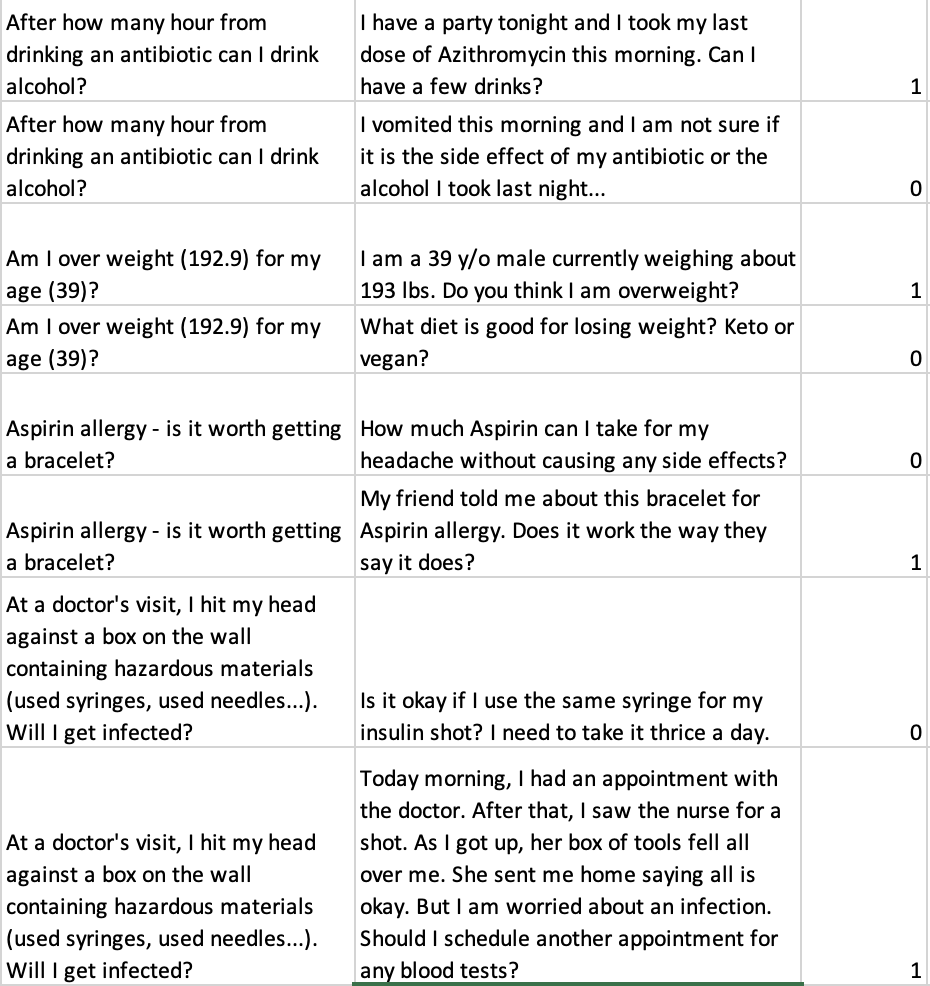 After how many hour from
drinking an antibiotic can I drink
alcohol?
I have a party tonight and I took my last
dose of Azithromycin this morning. Can I
have a few drinks?
1
After how many hour from
drinking an antibiotic can I drink
alcohol?
I vomited this morning and I am not sure if
it is the side effect of my antibiotic or the
alcohol I took last night...
0
Am I over weight (192.9) for my
age (39)?
I am a 39 y/o male currently weighing about
193 lbs. Do you think I am overweight?
1
Am I over weight (192.9) for my
age (39)?
What diet is good for losing weight? Keto or
vegan?
0
Aspirin allergy - is it worth getting
a bracelet?
How much Aspirin can I take for my
headache without causing any side effects?
0
Aspirin allergy - is it worth getting
a bracelet?
My friend told me about this bracelet for
Aspirin allergy. Does it work the way they
say it does?
1
At a doctor's visit, I hit my head
against a box on the wall
containing hazardous materials
(used syringes, used needles...).
Will I get infected?
Is it okay if I use the same syringe for my
insulin shot? I need to take it thrice a day.
0
At a doctor's visit, I hit my head
against a box on the wall
containing hazardous materials
(used syringes, used needles...).
Will I get infected?
Today morning, I had an appointment with
the doctor. After that, I saw the nurse for a
shot. As I got up, her box of tools fell all
over me. She sent me home saying all is
okay. But I am worried about an infection.
Should I schedule another appointment for
any blood tests?
1